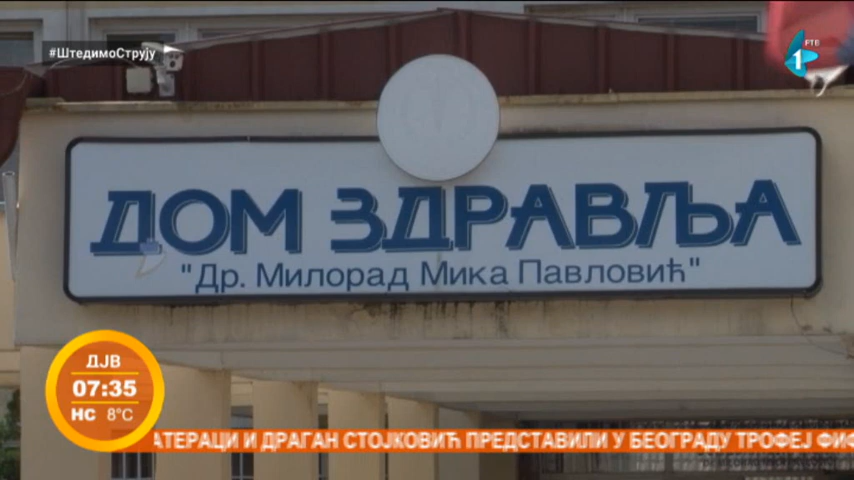 #ШтедимоСтрују
РТВ
1
ДОМ ЗДРАВЉА
"Др. Милорад Мика Павловић"
ДЈВ
07:35
НС 8°C
АТЕРАЦИ И ДРАГАН СТОЈКОВИЋ ПРЕДСТАВИЛИ У БЕОГРАДУ ТРОФЕЈ ФИФ